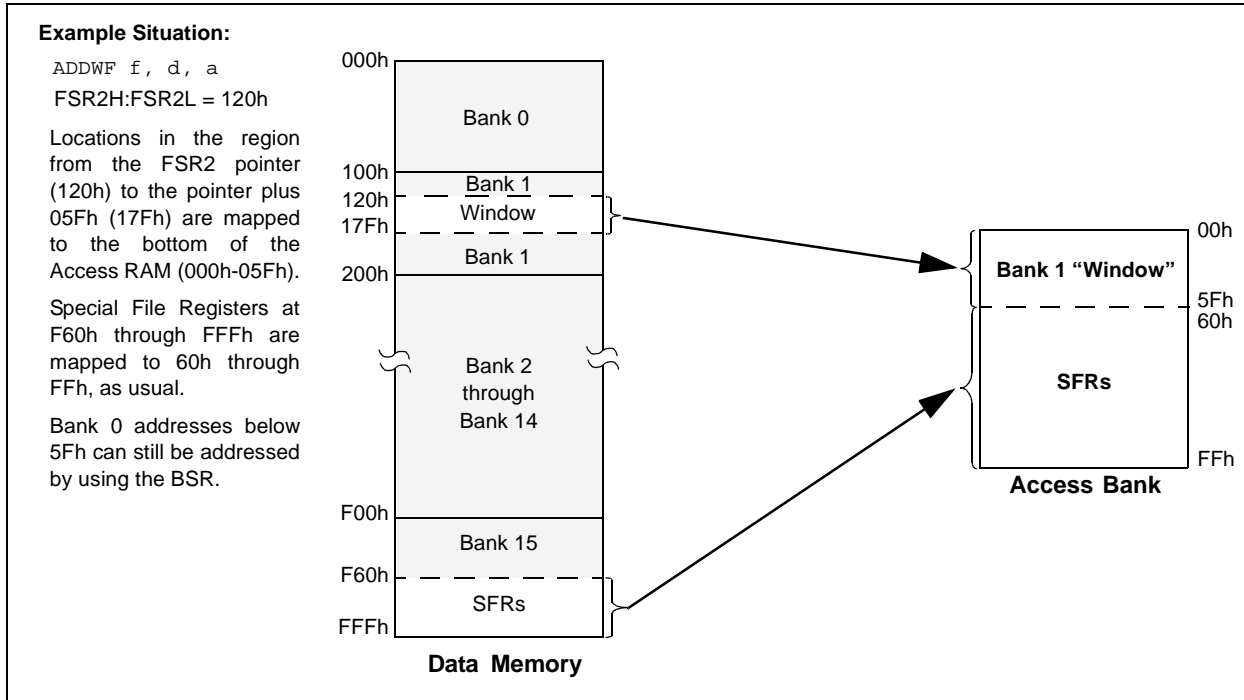 Example Situation:
ADDWF f, d, a
FSR2H:FSR2L = 120h
Locations in the region
from the FSR2 pointer
(120h) to the pointer plus
05Fh (17Fh) are mapped
to the bottom of the
Access RAM (000h-05Fh).
Special File Registers at
F60h through FFFh are
mapped to 60h through
FFh, as usual.
Bank 0 addresses below
5Fh can still be addressed
by using the BSR.
000h
Bank 0
100h
Bank 1
120h
Window
17Fh
Bank 1
200h
Bank 2
through
Bank 14
F00h
Bank 15
F60h
SFRs
FFFh
Data Memory
00h
Bank 1 “Window”
5Fh
60h
SFRs
FFh
Access Bank